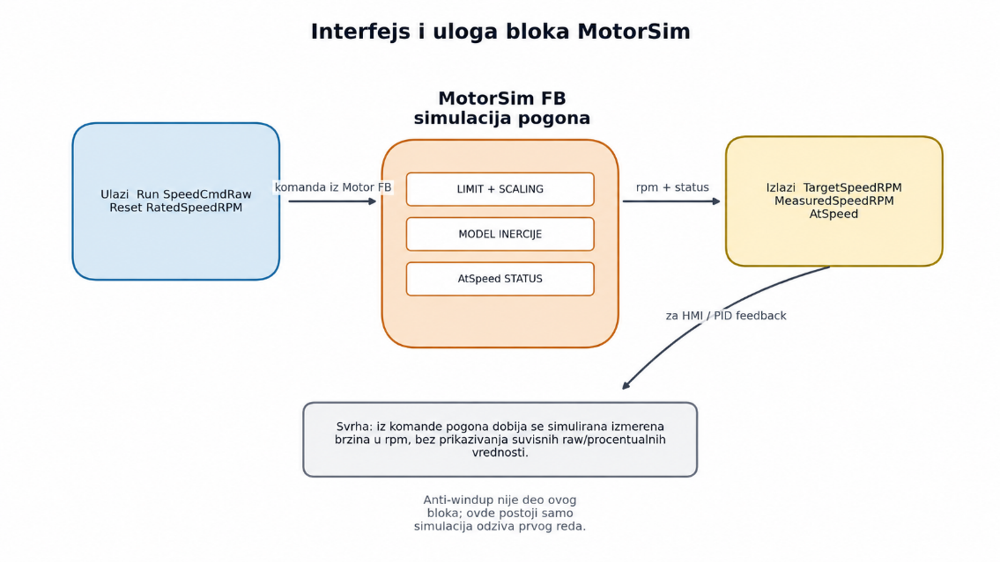 Interfejs i uloga bloka MotorSim
MotorSim FB
simulacija pogona
Ulazi  Run SpeedCmdRaw
Reset RatedSpeedRPM
komanda iz Motor FB
LIMIT + SCALING
MODEL INERCIJE
AtSpeed STATUS
rpm + status
Izlazi  TargetSpeedRPM
MeasuredSpeedRPM
AtSpeed
za HMI / PID feedback
Svrha: iz komande pogona dobija se simulirana izmerena
brzina u rpm, bez prikazivanja suvisnih raw/procentualnih
vrednosti.
Anti-windup nije deo ovog
bloka; ovde postoji samo
simulacija odziva prvog reda.